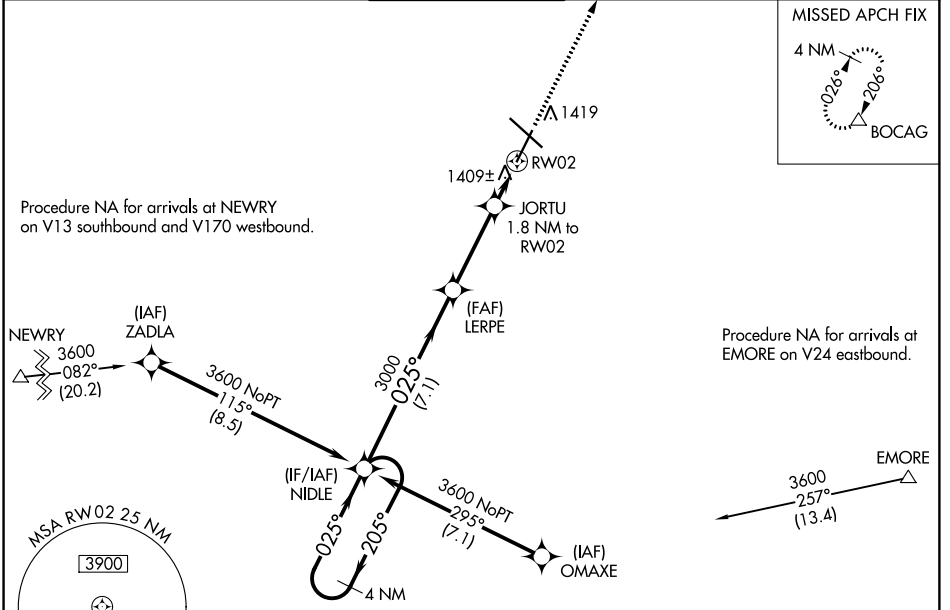 MISSED APCH FIX
4 NM
026°
206°
BOCAG
1419
RW02
1409±
JORTU
1.8 NM to
RW02
Procedure NA for arrivals at NEWRY
on V13 southbound and V170 westbound.
(FAF)
LERPE
(IAF)
ZADLA
NEWRY
3600
082°
(20.2)
3600 NoPT
115°
(8.5)
3000
025°
(7.1)
Procedure NA for arrivals at
EMORE on V24 eastbound.
EMORE
3600
257°
(13.4)
(IF/IAF)
NIDLE
3600 NoPT
295°
(7.1)
(IAF)
OMAXE
025°
205°
4 NM
MSA RW02 25 NM
3900